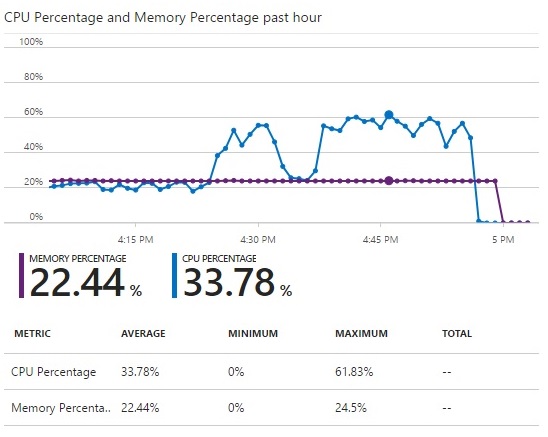 CPU Percentage and Memory Percentage past hour
100%
80%
60%
40%
20%
0%
4:15 PM 4:30 PM 4:45 PM 5 PM
MEMORY PERCENTAGE CPU PERCENTAGE
22.44 % 33.78 %
METRIC AVERAGE MINIMUM MAXIMUM TOTAL
CPU Percentage 33.78% 0% 61.83% --
Memory Percenta.. 22.44% 0% 24.5% --